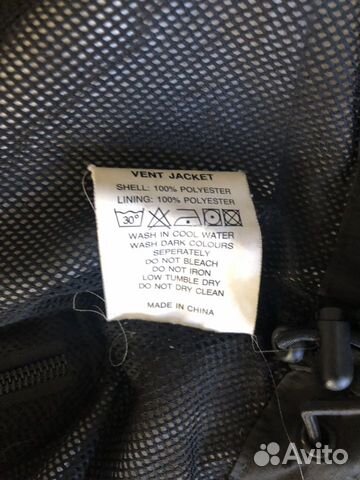 VENT JACKET
SHELL: 100% POLYESTER
LINING: 100% POLYESTER
30°
WASH IN COOL WATER
WASH DARK COLOURS
SEPERATELY
DO NOT BLEACH
DO NOT IRON
LOW TUMBLE DRY
DO NOT DRY CLEAN
MADE IN CHINA
Avito